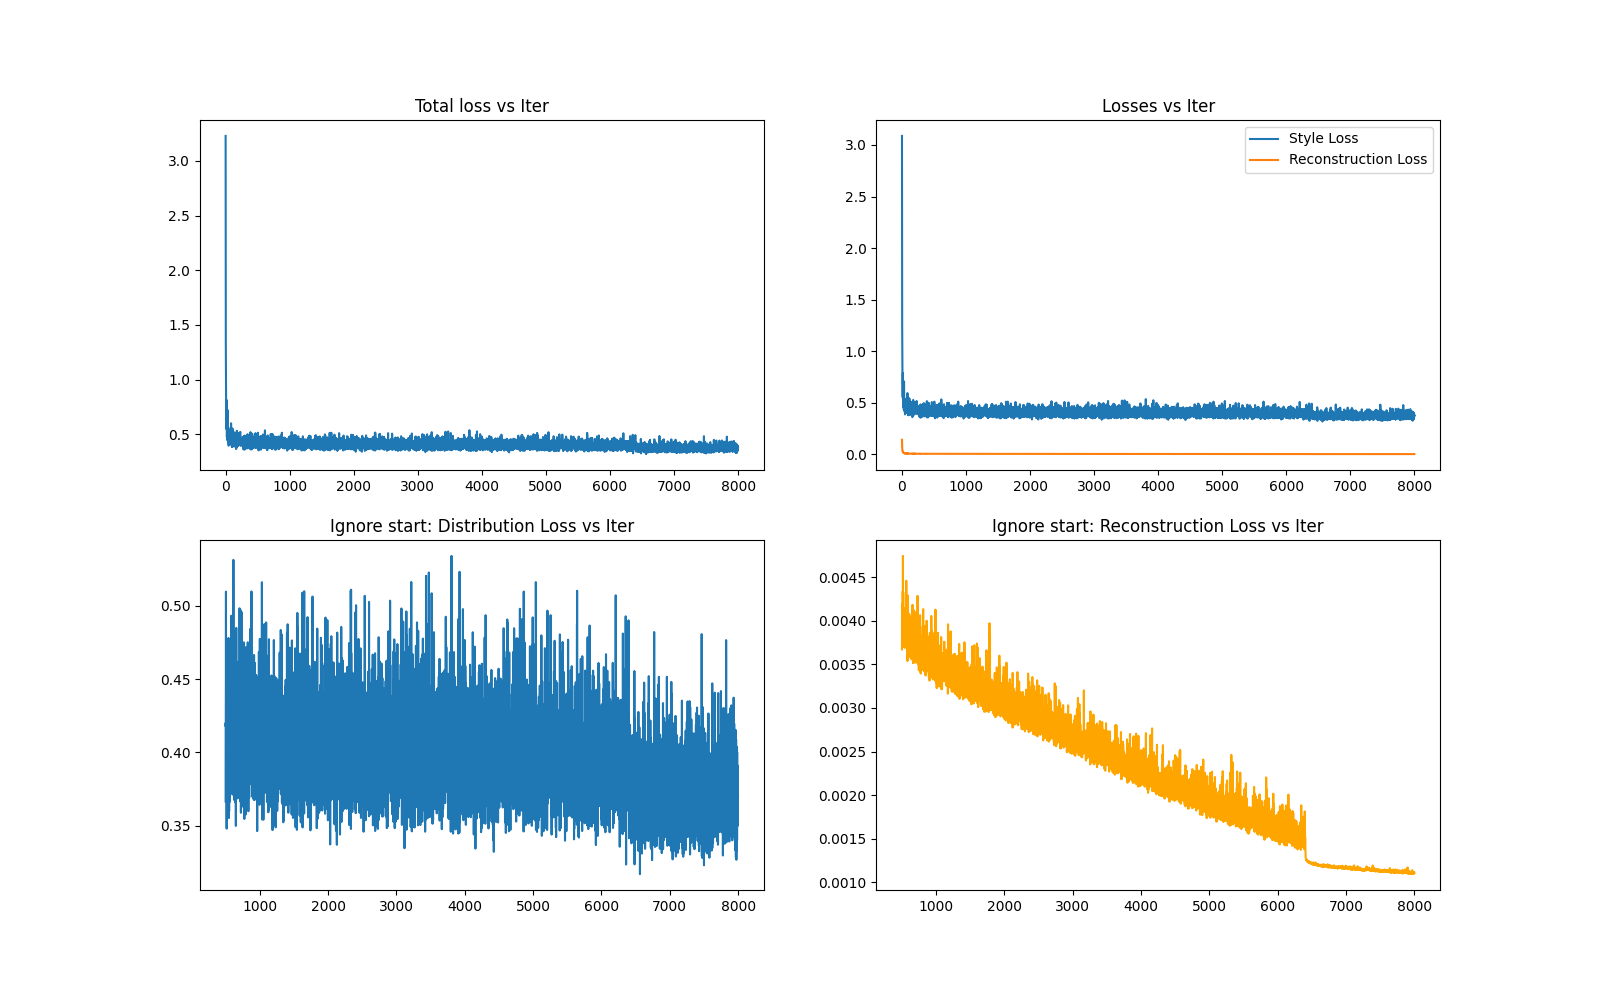 Total loss vs Iter
3.0
2.5
2.0
1.5
1.0
0.5
0 1000 2000 3000 4000 5000 6000 7000 8000
Losses vs Iter
Style Loss
Reconstruction Loss
3.0
2.5
2.0
1.5
1.0
0.5
0.0
0 1000 2000 3000 4000 5000 6000 7000 8000
Ignore start: Distribution Loss vs Iter
0.50
0.45
0.40
0.35
1000 2000 3000 4000 5000 6000 7000 8000
Ignore start: Reconstruction Loss vs Iter
0.0045
0.0040
0.0035
0.0030
0.0025
0.0020
0.0015
0.0010
1000 2000 3000 4000 5000 6000 7000 8000